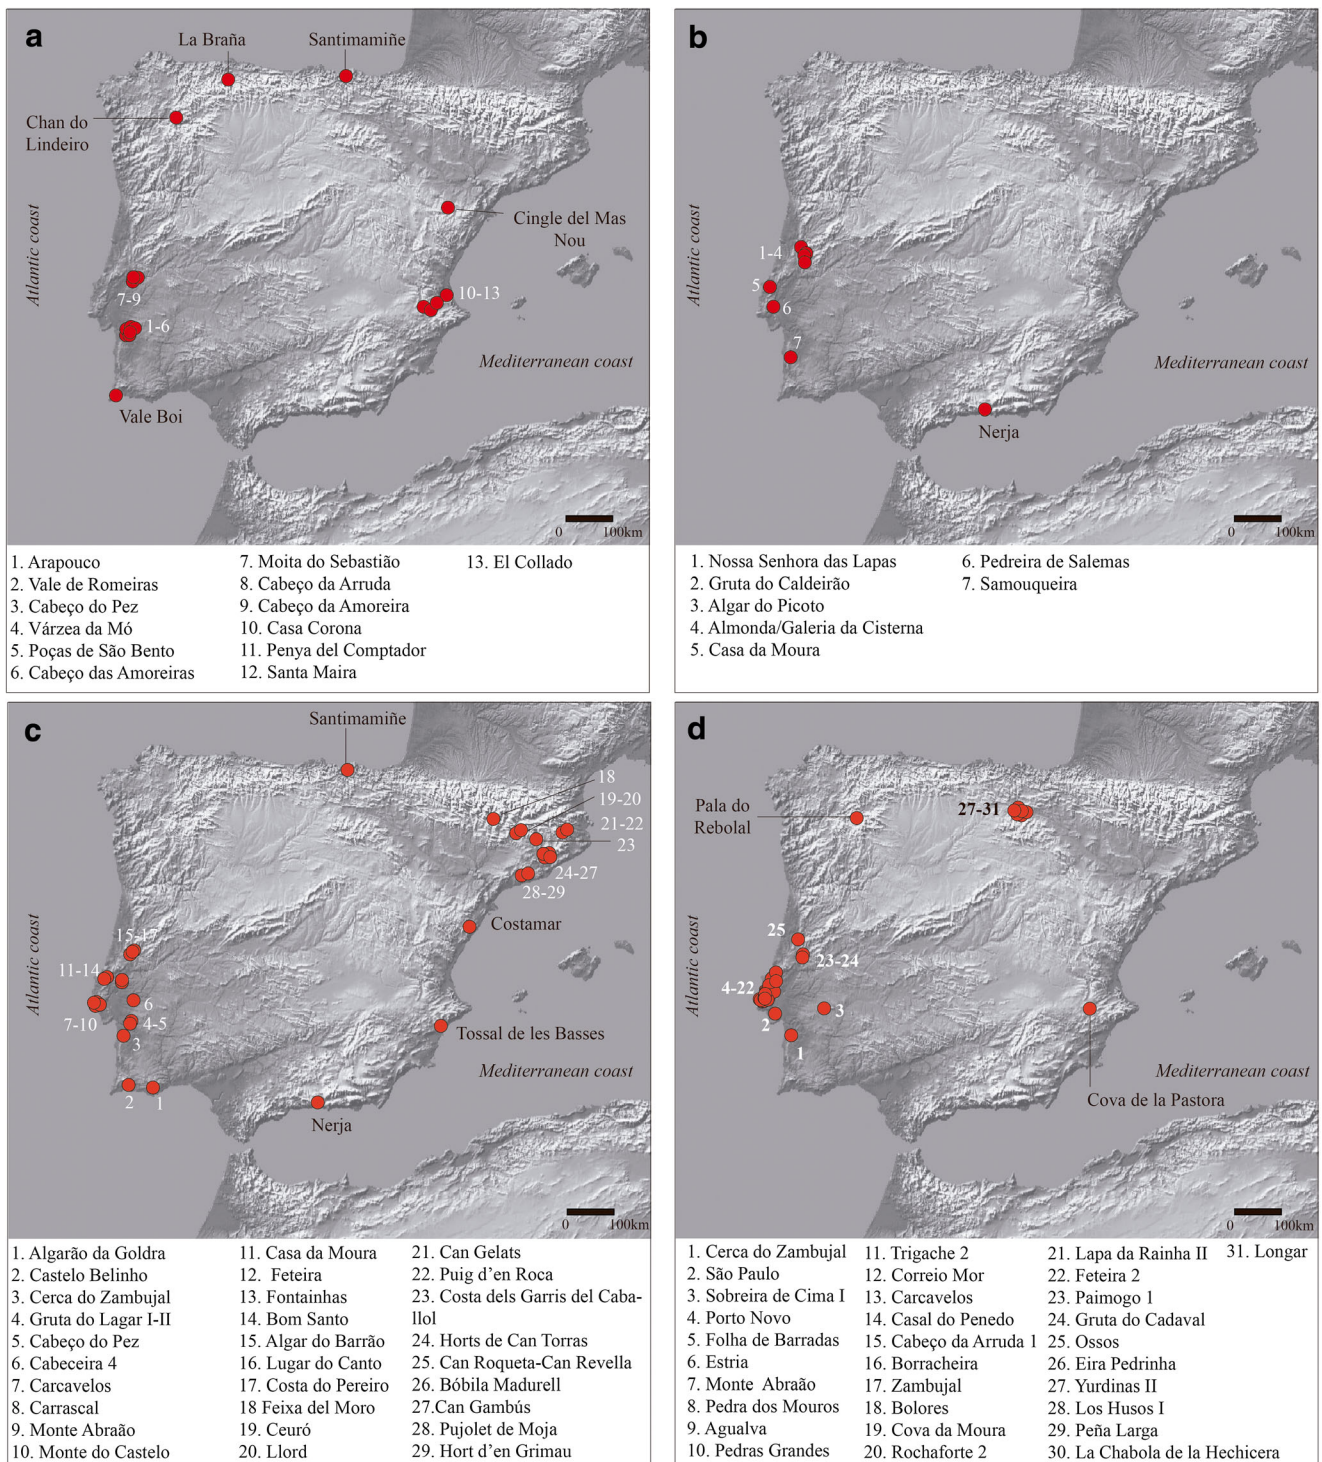 a
La Braña
Santimamiñe
Chan do
Lindeiro
Atlantic coast
Cingle del Mas
Nou
7-9
10-13
1-6
Mediterranean coast
Vale Boi
0 100km
1. Arapouco
2. Vale de Romeiras
3. Cabeço do Pez
4. Várzea da Mó
5. Poças de São Bento
6. Cabeço das Amoreiras
7. Moita do Sebastião
8. Cabeço da Arruda
9. Cabeço da Amoreira
10. Casa Corona
11. Penya del Comptador
12. Santa Maira
13. El Collado
b
Atlantic coast
1-4
5
6
7
Mediterranean coast
Nerja
0 100km
1. Nossa Senhora das Lapas
2. Gruta do Caldeirão
3. Algar do Picoto
4. Almonda/Galeria da Cisterna
5. Casa da Moura
6. Pedreira de Salemas
7. Samouqueira
c
Santimamiñe
18
19-20
21-22
23
24-27
28-29
Costamar
Atlantic coast
15-17
11-14
6
7-10
4-5
3
2
1
Tossal de les Basses
Mediterranean coast
Nerja
0 100km
1. Algarão da Goldra
2. Castelo Belinho
3. Cerca do Zambujal
4. Gruta do Lagar I-II
5. Cabeço do Pez
6. Cabeceira 4
7. Carcavelos
8. Carrascal
9. Monte Abraão
10. Monte do Castelo
11. Casa da Moura
12. Feteira
13. Fontainhas
14. Bom Santo
15. Algar do Barrão
16. Lugar do Canto
17. Costa do Pereiro
18 Feixa del Moro
19. Ceuró
20. Llord
21. Can Gelats
22. Puig d'en Roca
23. Costa dels Garris del Caba-
llol
24. Horts de Can Torras
25. Can Roqueta-Can Revella
26. Bóbila Madurell
27.Can Gambús
28. Pujolet de Moja
29. Hort d'en Grimau
d
Pala do
Rebolal
27-31
Atlantic coast
25
23-24
4-22
3
2
1
Mediterranean coast
Cova de la Pastora
0 100km
1. Cerca do Zambujal
2. São Paulo
3. Sobreira de Cima I
4. Porto Novo
5. Folha de Barradas
6. Estria
7. Monte Abraão
8. Pedra dos Mouros
9. Agualva
10. Pedras Grandes
11. Trigache 2
12. Correio Mor
13. Carcavelos
14. Casal do Penedo
15. Cabeço da Arruda 1
16. Borracheira
17. Zambujal
18. Bolores
19. Cova da Moura
20. Rochaforte 2
21. Lapa da Rainha II
22. Feteira 2
23. Paimogo 1
24. Gruta do Cadaval
25. Ossos
26. Eira Pedrinha
27. Yurdinas II
28. Los Husos I
29. Peña Larga
30. La Chabola de la Hechicera
31. Longar